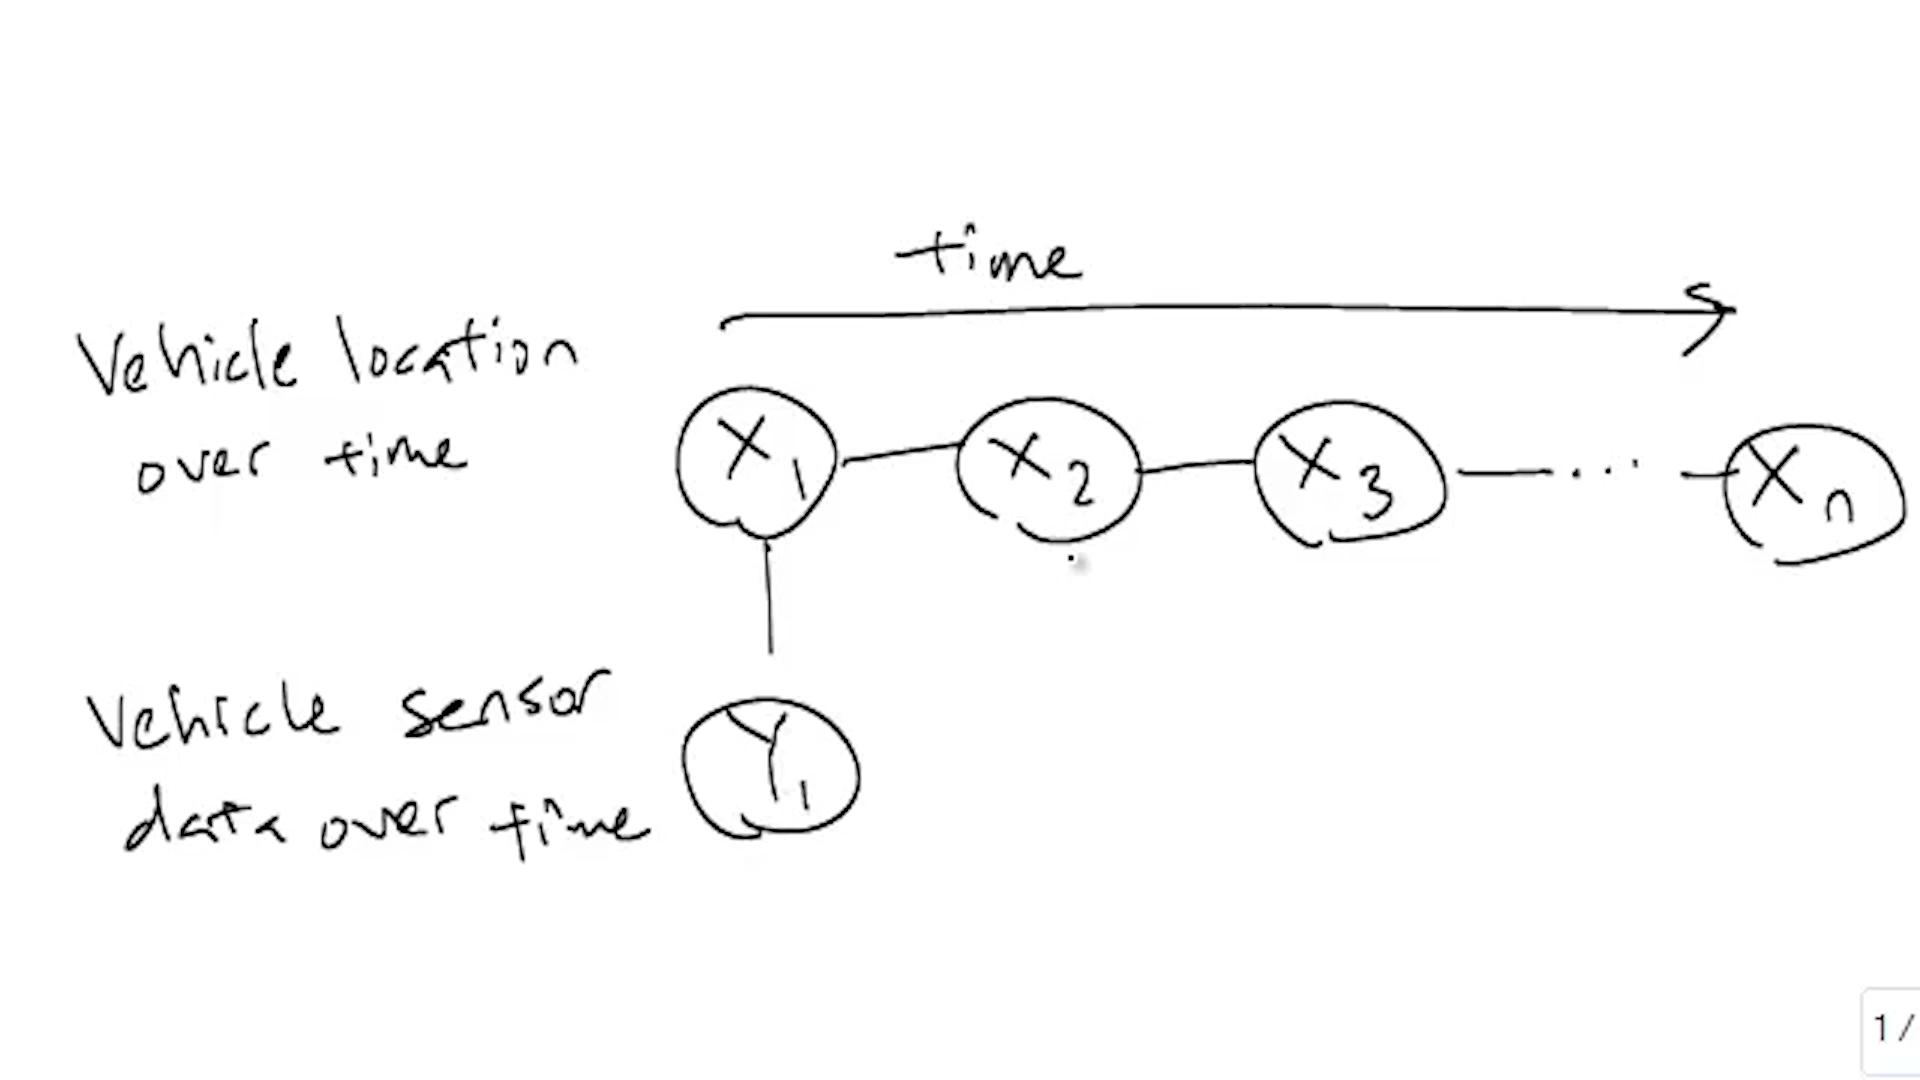 time
Vehicle location
over time
X1
X2
X3
...
Xn
Vehicle sensor
data over time
Y1
1 /